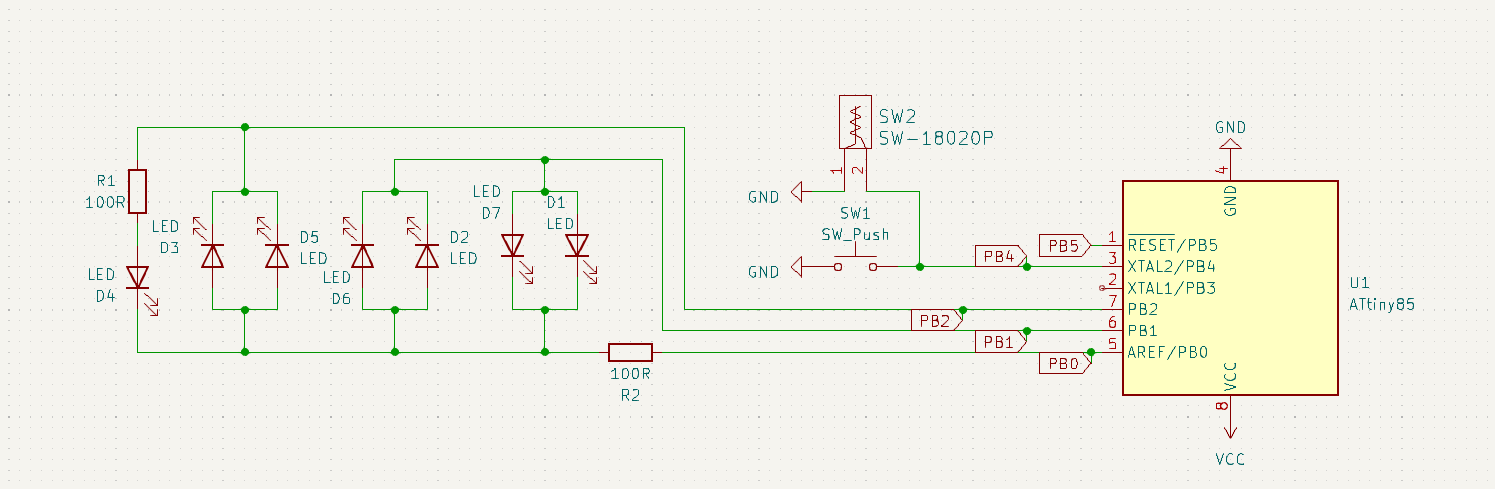 R1
100R
LED
D4
LED
D3
D5
LED
LED
D6
D2
LED
LED
D7
D1
LED
100R
R2
SW2
SW-18020P
1
2
GND
SW1
SW_Push
GND
PB4
PB5
PB2
PB1
PB0
GND
4
GND
1
RESET/PB5
3
XTAL2/PB4
2
XTAL1/PB3
7
PB2
6
PB1
5
AREF/PB0
VCC
8
VCC
U1
ATtiny85